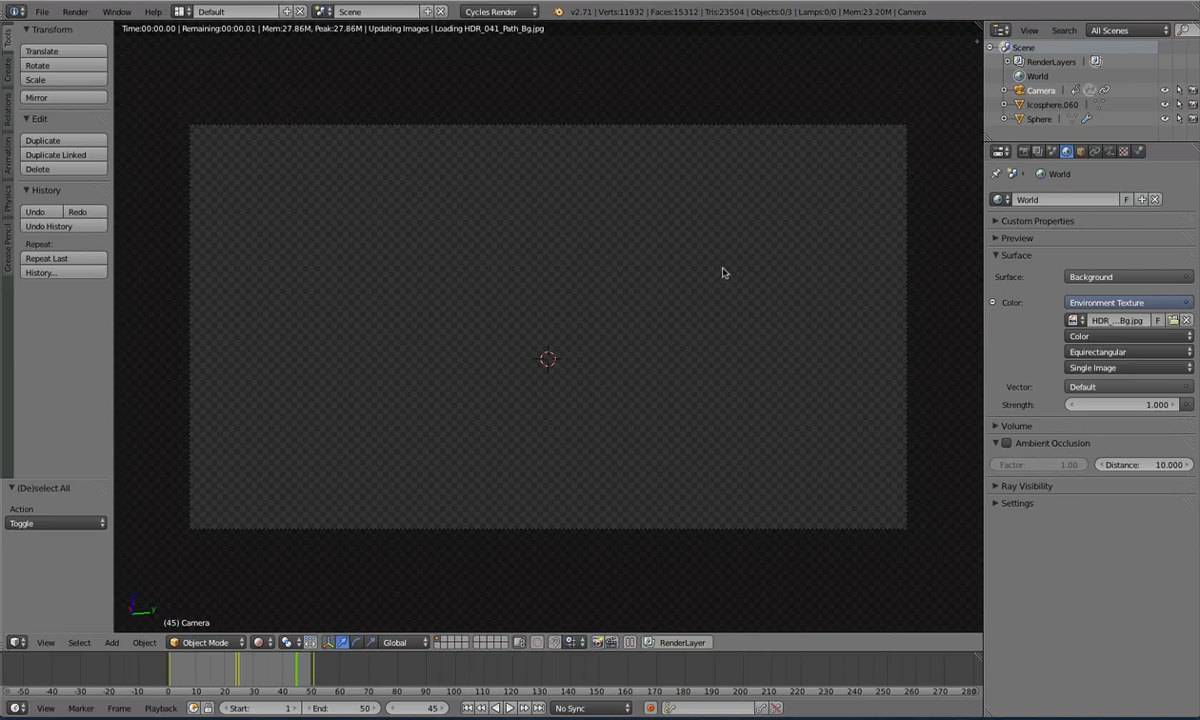 File Render Window Help Default Scene Cycles Render v2.71 | Verts:11932 | Faces:15312 | Tris:23504 | Objects:0/3 | Lamps:0/0 | Mem:23.20M | Camera
Time:00:00.00 | Remaining:00:00.01 | Mem:27.86M, Peak:27.86M | Updating Images | Loading HDR_041_Path_Bg.jpg
Tools
Create
Relations
Animation
Physics
Grease Pencil
Transform
Translate
Rotate
Scale
Mirror
Edit
Duplicate
Duplicate Linked
Delete
History
Undo Redo
Undo History
Repeat:
Repeat Last
History...
(De)select All
Action
Toggle
y
(45) Camera
View Search All Scenes
Scene
RenderLayers |
World
Camera
Icosphere.060
Sphere
World
World F
Custom Properties
Preview
Surface
Surface: Background
Color: Environment Texture
HDR_...Bg.jpg F
Color
Equirectangular
Single Image
Vector: Default
Strength: 1.000
Volume
Ambient Occlusion
Factor: 1.00 Distance: 10.000
Ray Visibility
Settings
View Select Add Object Object Mode Global RenderLayer
-50 -40 -30 -20 -10 0 10 20 30 40 50 60 70 80 90 100 110 120 130 140 150 160 170 180 190 200 210 220 230 240 250 260 270 280
View Marker Frame Playback Start: 1 End: 50 45 No Sync